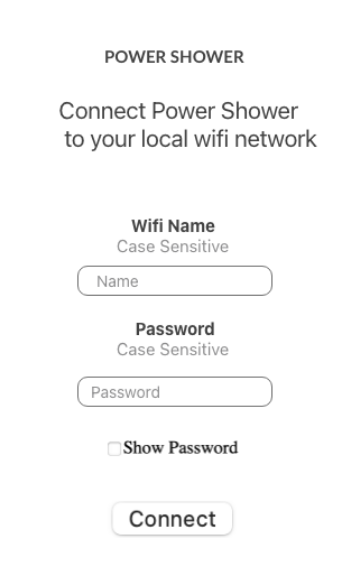 POWER SHOWER
Connect Power Shower
to your local wifi network
Wifi Name
Case Sensitive
Name
Password
Case Sensitive
Password
Show Password
Connect